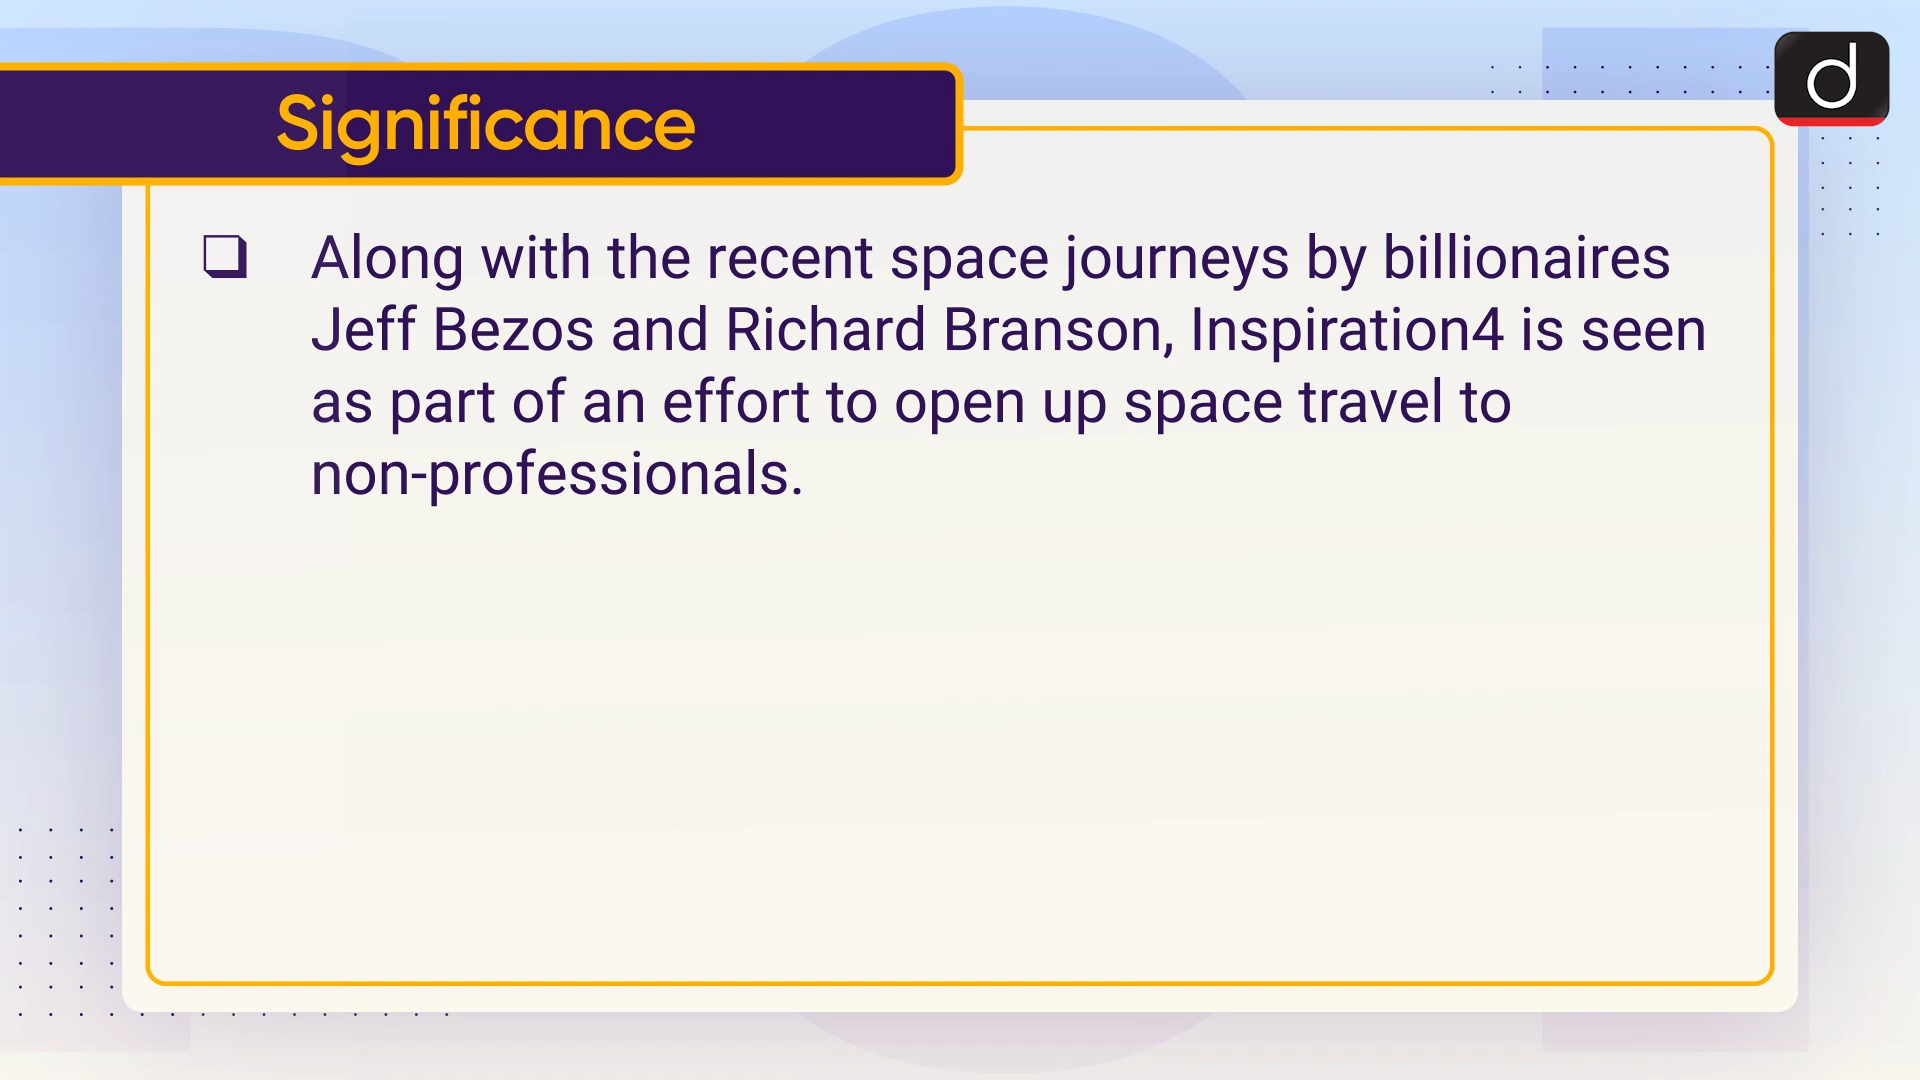 Significance
d
❑ Along with the recent space journeys by billionaires
Jeff Bezos and Richard Branson, Inspiration4 is seen
as part of an effort to open up space travel to
non-professionals.